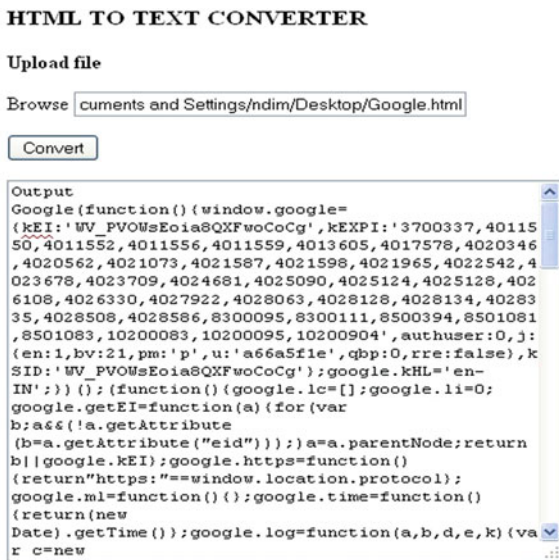 HTML TO TEXT CONVERTER
Upload file
Browse cuments and Settings/ndim/Desktop/Google.html
Convert
Output
Google(function(){window.google=
{kEI:'WV_PVOWsEoia8QXFwoCoCg',kEXPI:'3700337,40115
50,4011552,4011556,4011559,4013605,4017578,4020346
,4020562,4021073,4021587,4021598,4021965,4022542,4
023678,4023709,4024681,4025090,4025124,4025128,402
6108,4026330,4027922,4028063,4028128,4028134,40283
35,4028508,4028586,8300095,8300111,8500394,8501081
,8501083,10200083,10200095,10200904',authuser:0,j:
{en:1,bv:21,pm:'p',u:'a66a5f1e',qbp:0,rre:false},k
SID:'WV_PVOWsEoia8QXFwoCoCg'};google.kHL='en-
IN';})();(function(){google.lc=[];google.li=0;
google.getEI=function(a){for(var
b;a&&(!a.getAttribute
(b=a.getAttribute("eid")));)a=a.parentNode;return
b||google.kEI};google.https=function()
{return"https:"==window.location.protocol};
google.ml=function(){};google.time=function()
{return(new
Date).getTime()};google.log=function(a,b,d,e,k){va
r c=new